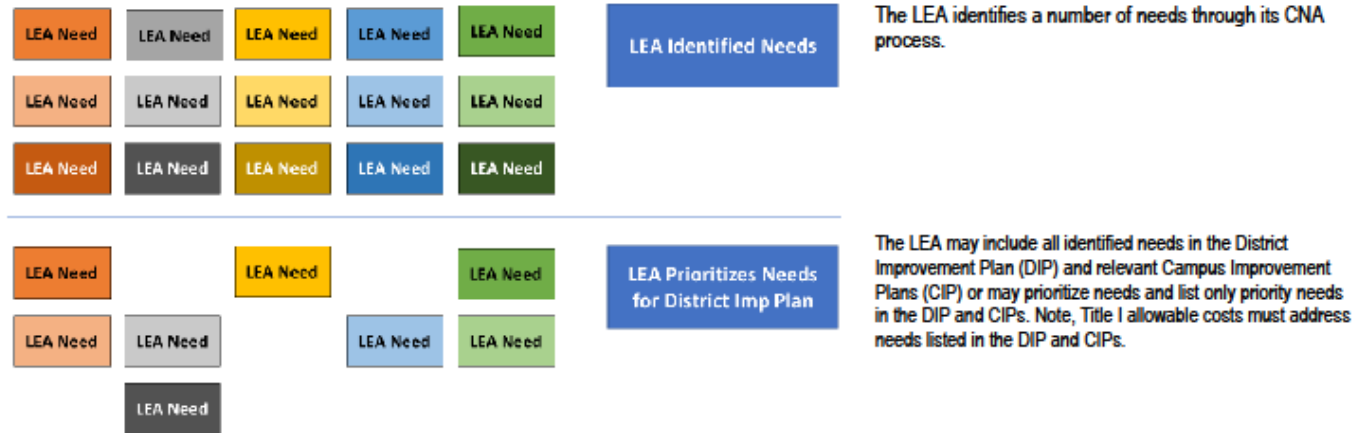 LEA Need LEA Need LEA Need LEA Need LEA Need
LEA Need LEA Need LEA Need LEA Need LEA Need
LEA Need LEA Need LEA Need LEA Need LEA Need
LEA Identified Needs
The LEA identifies a number of needs through its CNA
process.
LEA Need LEA Need LEA Need
LEA Need LEA Need LEA Need LEA Need
LEA Need
LEA Prioritizes Needs
for District Imp Plan
The LEA may include all identified needs in the District
Improvement Plan (DIP) and relevant Campus Improvement
Plans (CIP) or may prioritize needs and list only priority needs
in the DIP and CIPs. Note, Title I allowable costs must address
needs listed in the DIP and CIPs.